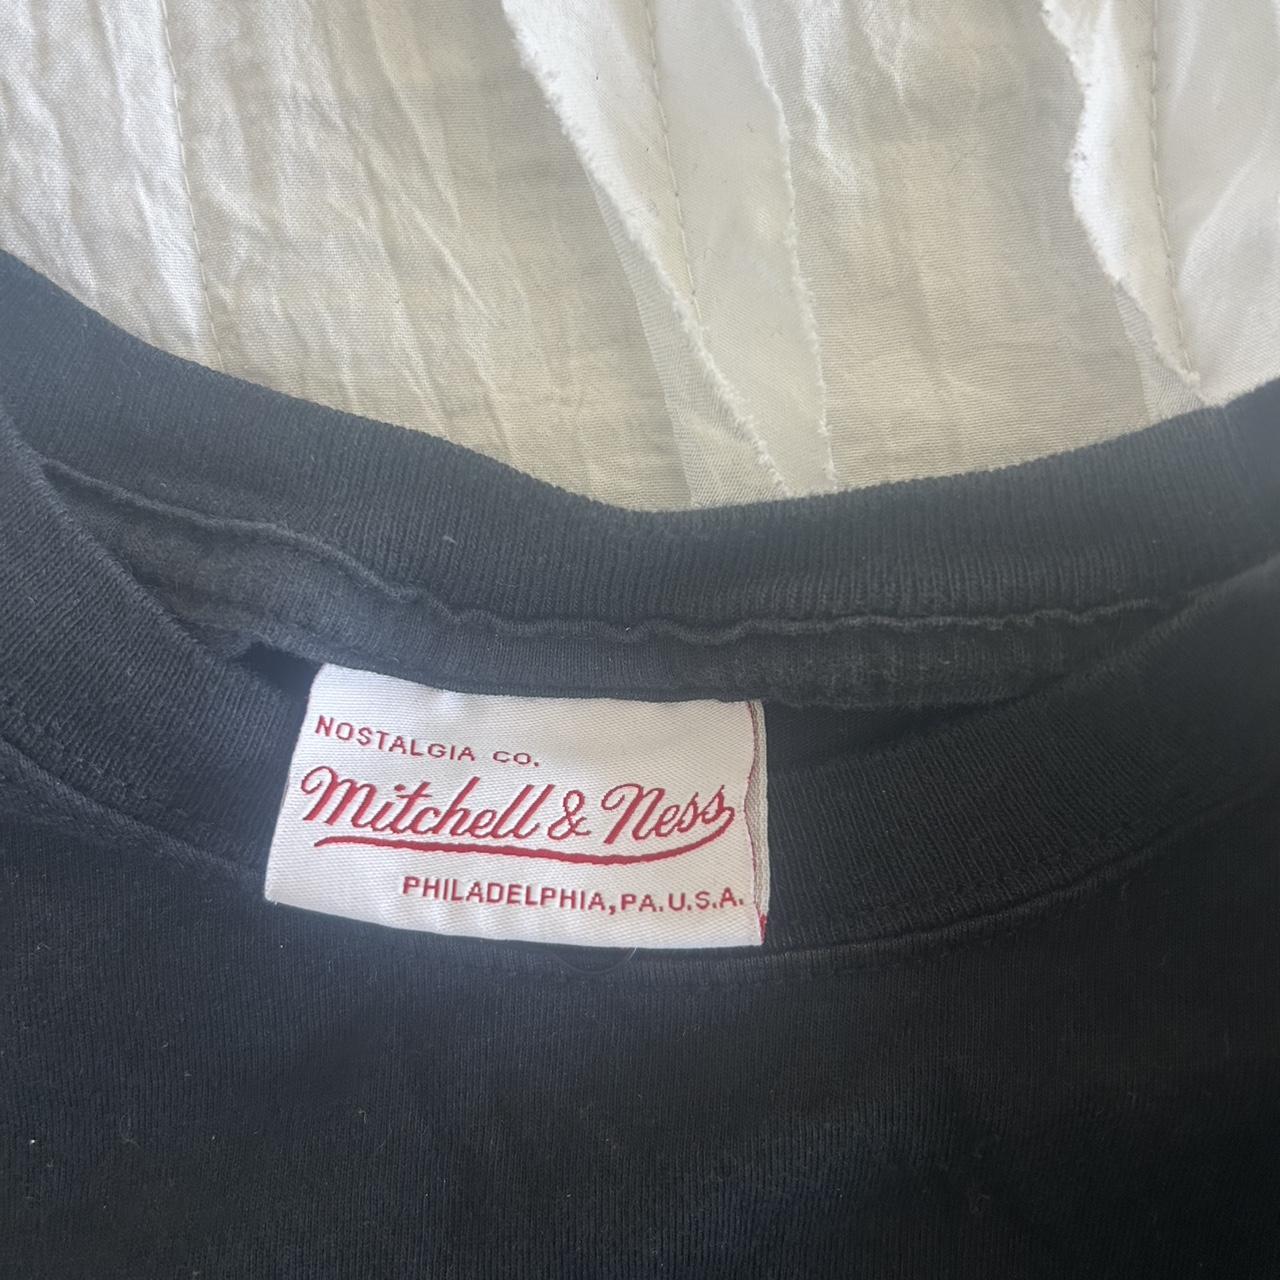 NOSTALGIA CO.
Mitchell & Ness
PHILADELPHIA, PA. U.S.A.